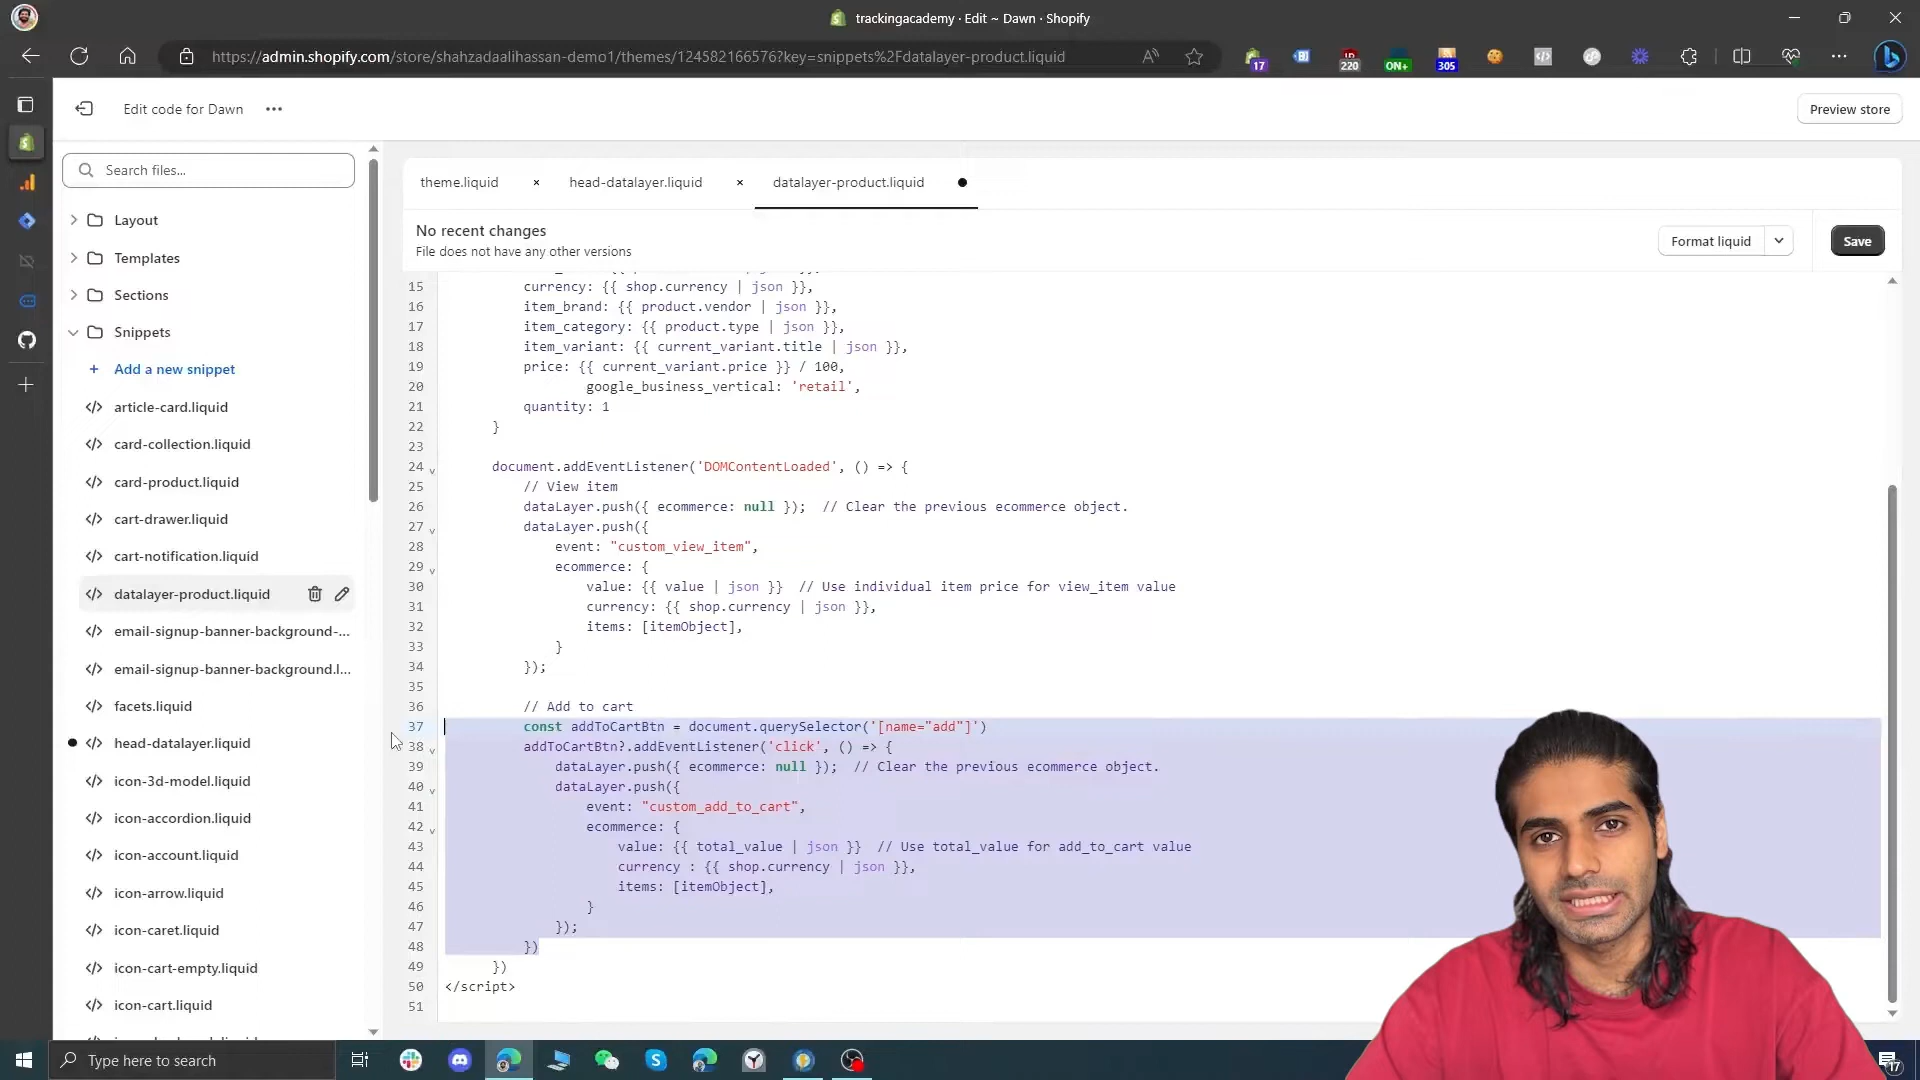 trackingacademy · Edit ~ Dawn · Shopify
https://admin.shopify.com/store/shahzadaalihassan-demo1/themes/124582166576?key=snippets%2Fdatalayer-product.liquid
17
220
ON+
305
Edit code for Dawn
Preview store
Search files...
Layout
Templates
Sections
Snippets
+ Add a new snippet
article-card.liquid
card-collection.liquid
card-product.liquid
cart-drawer.liquid
cart-notification.liquid
datalayer-product.liquid
email-signup-banner-background-...
email-signup-banner-background.l...
facets.liquid
head-datalayer.liquid
icon-3d-model.liquid
icon-accordion.liquid
icon-account.liquid
icon-arrow.liquid
icon-caret.liquid
icon-cart-empty.liquid
icon-cart.liquid
theme.liquid
head-datalayer.liquid
datalayer-product.liquid
No recent changes
File does not have any other versions
Format liquid
Save
15 currency: {{ shop.currency | json }},
16 item_brand: {{ product.vendor | json }},
17 item_category: {{ product.type | json }},
18 item_variant: {{ current_variant.title | json }},
19 price: {{ current_variant.price }} / 100,
20 google_business_vertical: 'retail',
21 quantity: 1
22 }
23
24 document.addEventListener('DOMContentLoaded', () => {
25 // View item
26 dataLayer.push({ ecommerce: null });  // Clear the previous ecommerce object.
27 dataLayer.push({
28 event: "custom_view_item",
29 ecommerce: {
30 value: {{ value | json }}  // Use individual item price for view_item value
31 currency: {{ shop.currency | json }},
32 items: [itemObject],
33 }
34 });
35
36 // Add to cart
37 const addToCartBtn = document.querySelector('[name="add"]')
38 addToCartBtn?.addEventListener('click', () => {
39 dataLayer.push({ ecommerce: null });  // Clear the previous ecommerce object.
40 dataLayer.push({
41 event: "custom_add_to_cart",
42 ecommerce: {
43 value: {{ total_value | json }}  // Use total_value for add_to_cart value
44 currency : {{ shop.currency | json }},
45 items: [itemObject],
46 }
47 });
48 })
49 })
50 </script>
51
Type here to search
17